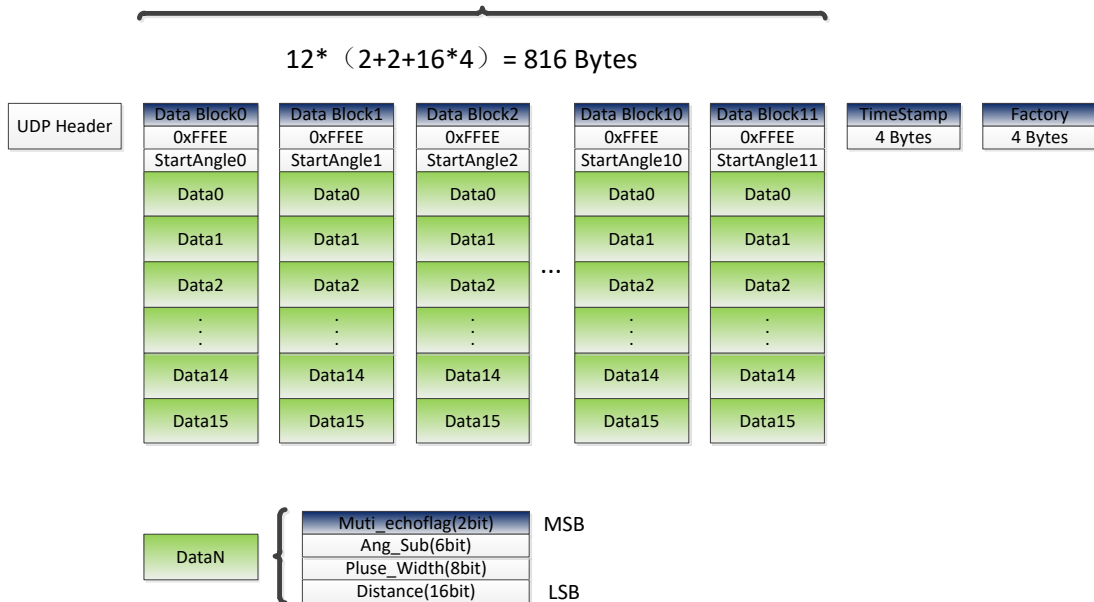 12*（2+2+16*4）= 816 Bytes
UDP Header
Data Block0 Data Block1 Data Block2 Data Block10 Data Block11 TimeStamp Factory
0xFFEE 0xFFEE 0xFFEE 0xFFEE 0xFFEE 4 Bytes 4 Bytes
StartAngle0 StartAngle1 StartAngle2 StartAngle10 StartAngle11
Data0 Data0 Data0 Data0 Data0
Data1 Data1 Data1 Data1 Data1
Data2 Data2 Data2 ... Data2 Data2
. . . . .
. . . . .
. . . . .
Data14 Data14 Data14 Data14 Data14
Data15 Data15 Data15 Data15 Data15
DataN
Muti_echoflag(2bit) MSB
Ang_Sub(6bit)
Pluse_Width(8bit)
Distance(16bit) LSB